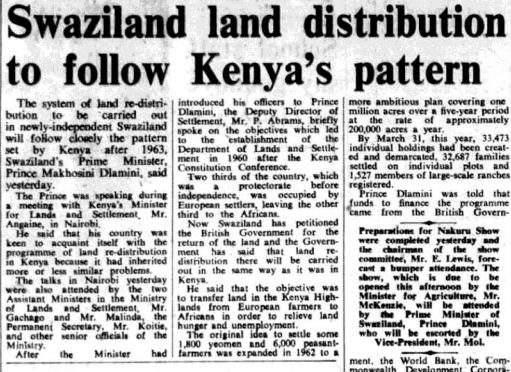 Swaziland land distribution
to follow Kenya's pattern
The system of land re-distri-
bution to be carried out
in newly-independent Swaziland
will follow closely the pattern
set by Kenya after 1963,
Swaziland's Prime Minister,
Prince Makhosini Dlamini, said
yesterday.
The Prince was speaking during
a meeting with Kenya's Minister
for Lands and Settlement, Mr.
Angaine, in Nairobi.
He said that his country was
keen to acquaint itself with the
programme of land re-distribution
in Kenya because it had inherited
more or less similar problems.
The talks in Nairobi yesterday
were also attended by the two
Assistant Ministers in the Ministry
of Lands and Settlement, Mr.
Gachago and Mr. Malinda, the
Permanent Secretary, Mr. Koitie,
and other senior officials of the
Ministry.
After the Minister had
introduced his officers to Prince
Dlamini, the Deputy Director of
Settlement, Mr. P. Abrams, briefly
spoke on the objectives which led
to the establishment of the
Department of Lands and Settle-
ment in 1960 after the Kenya
Constitution Conference.
Two thirds of the country, which
was a protectorate before
independence, was occupied by
European settlers, leaving the other
third to the Africans.
Now Swaziland has petitioned
the British Government for the
return of the land and the Govern-
ment has said that land re-
distribution there will be carried
out in the same way as it was in
Kenya.
He said that the objective was
to transfer land in the Kenya High-
lands from European farmers to
Africans in order to relieve land
hunger and unemployment.
The original idea to settle some
1,800 yeomen and 6,000 peasant-
farmers was expanded in 1962 to a
more ambitious plan covering one
million acres over a five-year period
at the rate of approximately
200,000 acres a year.
By March 31, this year, 33,473
individual holdings had been creat-
ed and demarcated, 32,687 families
settled on individual plots and
1,527 members of large-scale ranches
registered.
Prince Dlamini was told that
funds to finance the programme
came from the British Govern-
Preparations for Nakuru Show
were completed yesterday and
the chairman of the show
committee, Mr. E. Lewis, fore-
cast a bumper attendance. The
show, which is due to be
opened this afternoon by the
Minister for Agriculture, Mr.
McKenzie, will be attended
by the Prime Minister of
Swaziland, Prince Dlamini,
who will be escorted by the
Vice-President, Mr. Moi.
ment, the World Bank, the Com-
monwealth Development Corpora-